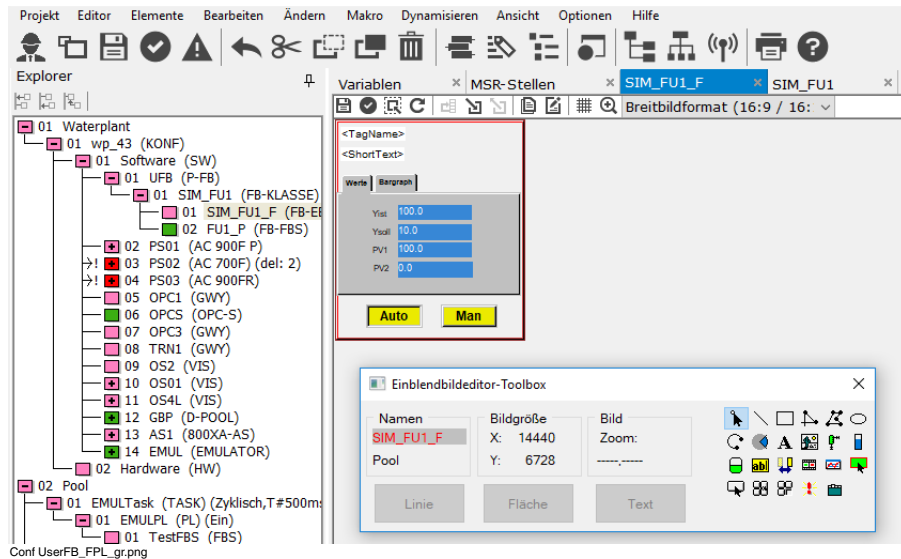 Projekt Editor Elemente Bearbeiten Ändern Makro Dynamisieren Ansicht Optionen Hilfe
Explorer
Variablen × MSR-Stellen × SIM_FU1_F × SIM_FU1 ×
Breitbildformat (16:9 / 16:
01 Waterplant
01 wp_43 (KONF)
01 Software (SW)
01 UFB (P-FB)
01 SIM_FU1 (FB-KLASSE)
01 SIM_FU1_F (FB-EE
02 FU1_P (FB-FBS)
02 PS01 (AC 900F P)
03 PS02 (AC 700F) (del: 2)
04 PS03 (AC 900FR)
05 OPC1 (GWY)
06 OPCS (OPC-S)
07 OPC3 (GWY)
08 TRN1 (GWY)
09 OS2 (VIS)
10 OS01 (VIS)
11 OS4L (VIS)
12 GBP (D-POOL)
13 AS1 (800XA-AS)
14 EMUL (EMULATOR)
02 Hardware (HW)
02 Pool
01 EMULTask (TASK) (Zyklisch,T#500m
01 EMULPL (PL) (Ein)
01 TestFBS (FBS)
<TagName>
<ShortText>
Werte Bargraph
Yist 100.0
Ysoll 10.0
PV1 100.0
PV2 0.0
Auto Man
Einblendbildeditor-Toolbox
Namen
SIM_FU1_F
Pool
Bildgröße
X: 14440
Y: 6728
Bild
Zoom:
-----,-----
Linie Fläche Text
Conf UserFB_FPL_gr.png